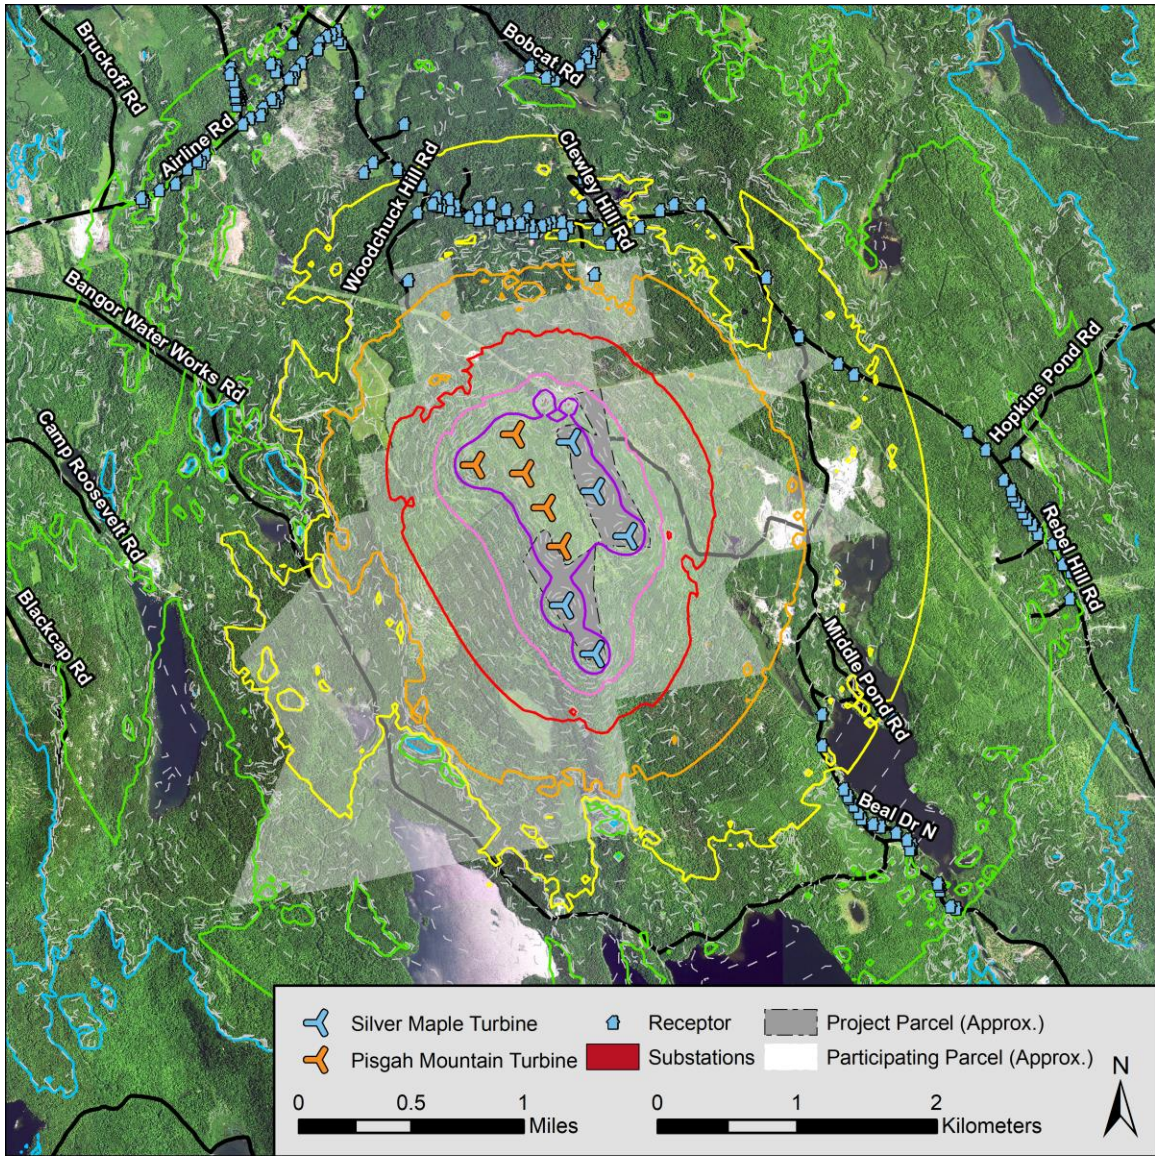 Bruckoff Rd
Bobcat Rd
Airline Rd
Woodchuck Hill Rd
Clewley Hill Rd
Bangor Water Works Rd
Hopkins Pond Rd
Camp Roosevelt Rd
Rebel Hill Rd
Blackcap Rd
Middle Pond Rd
Beal Dr N
Silver Maple Turbine
Receptor
Project Parcel (Approx.)
Pisgah Mountain Turbine
Substations
Participating Parcel (Approx.)
N
0 0.5 1
Miles
0 1 2
Kilometers